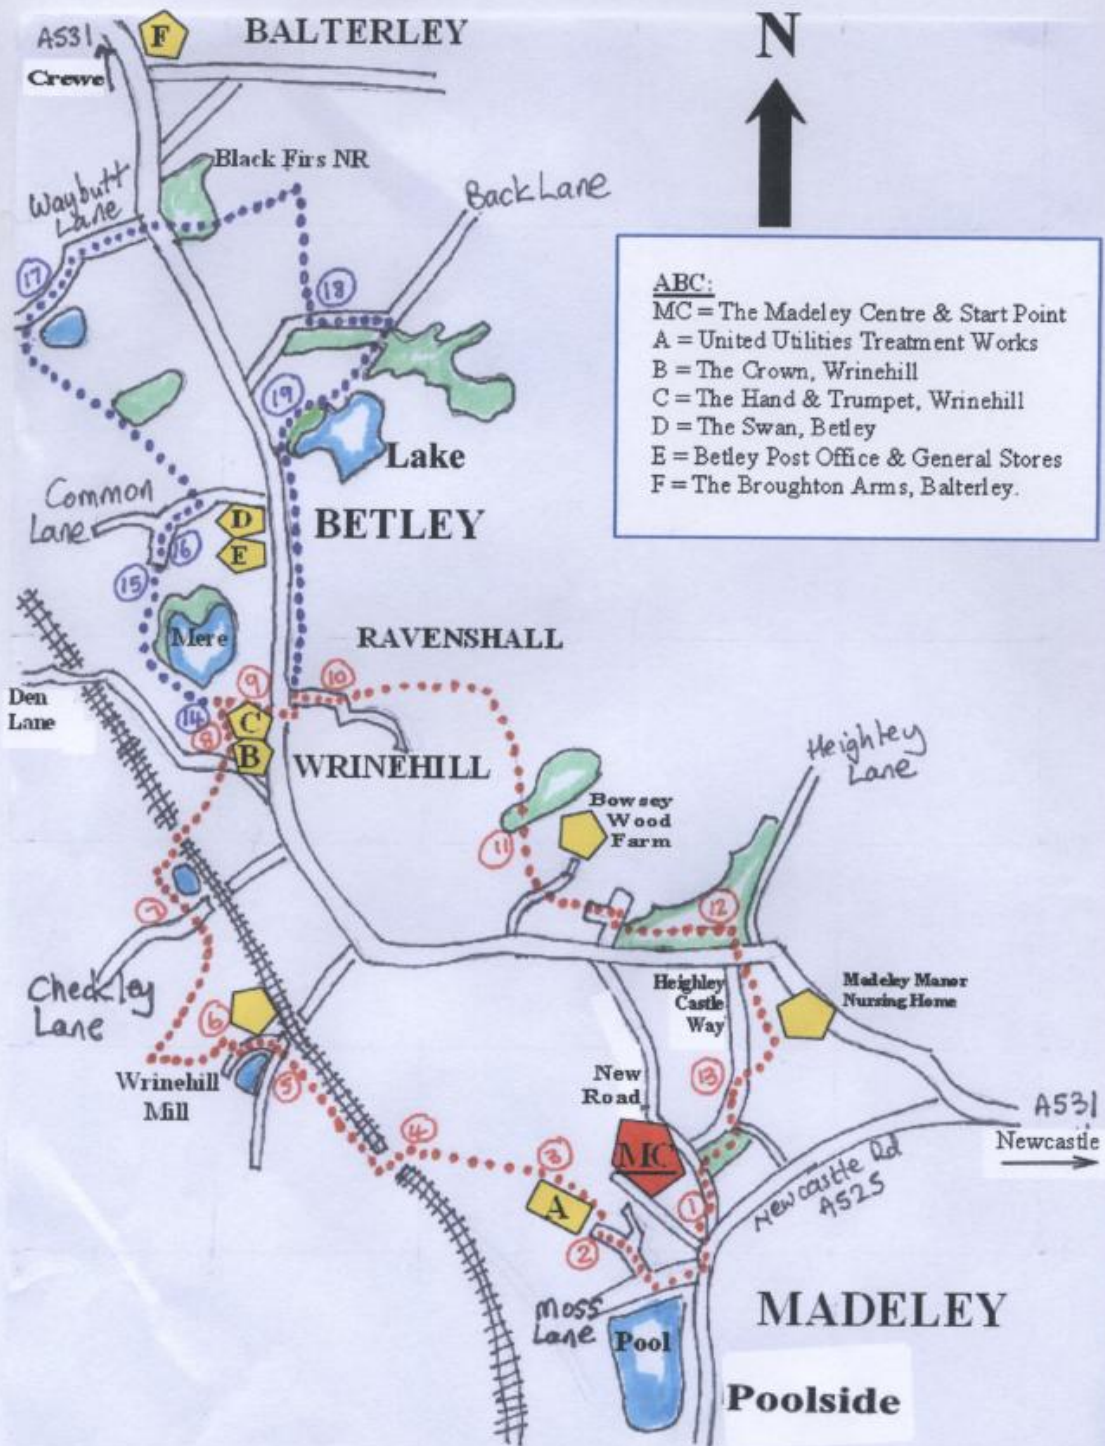 A531
F
BALTERLEY
N
Crewe
Black Firs NR
Waybutt
Lane
Back Lane
17
18
ABC:
MC = The Madeley Centre & Start Point
A = United Utilities Treatment Works
B = The Crown, Wrinehill
C = The Hand & Trumpet, Wrinehill
D = The Swan, Betley
E = Betley Post Office & General Stores
F = The Broughton Arms, Balterley.
19
Lake
Common
Lane
D
BETLEY
16
E
15
Mere
RAVENSHALL
Den
Lane
9
10
14
8
C
B
WRINEHILL
Heighley
Lane
Bowsey
Wood
Farm
11
12
7
Checkley
Lane
Heighley
Castle
Way
Madeley Manor
Nursing Home
6
Wrinehill
Mill
5
New
Road
13
A531
Newcastle
4
3
MC
A
1
Newcastle Rd
A525
2
Moss
Lane
MADELEY
Pool
Poolside